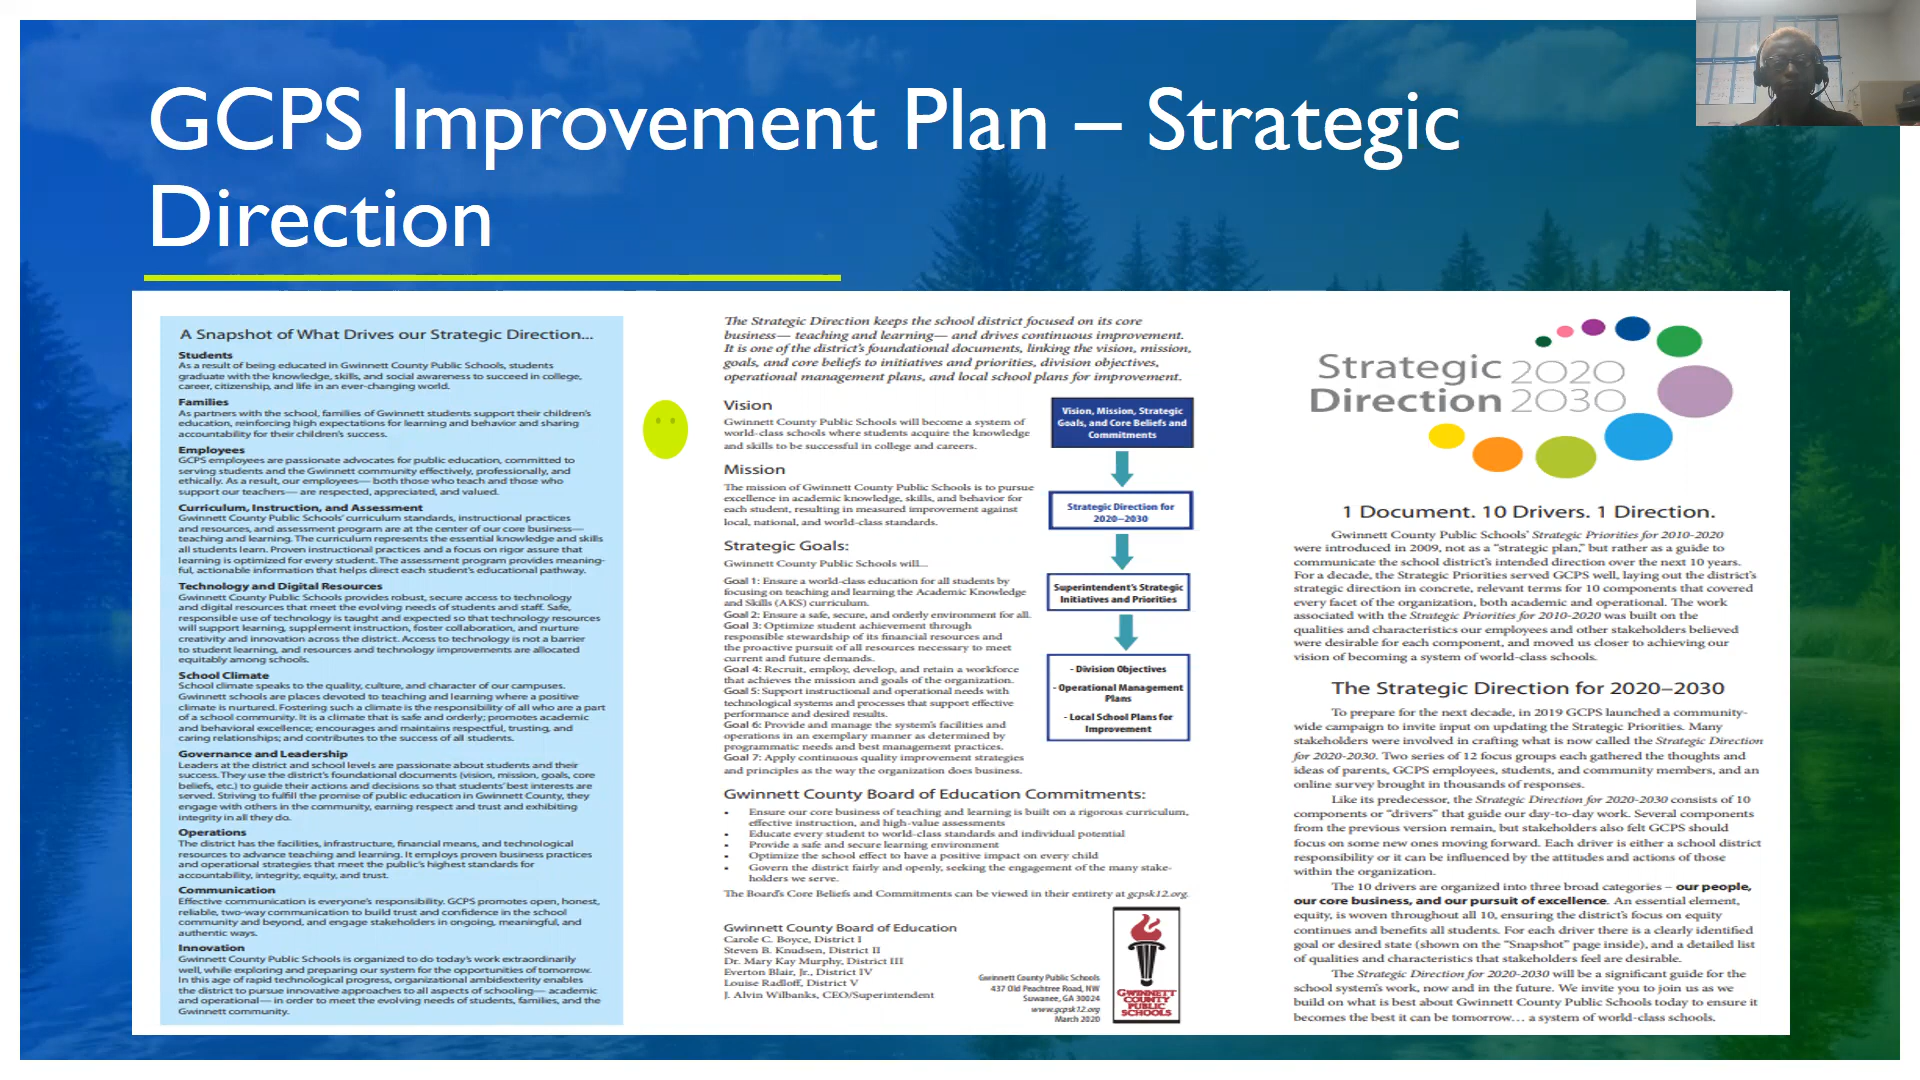 GCPS Improvement Plan – Strategic
Direction
A Snapshot of What Drives our Strategic Direction...
Students
As a result of being educated in Gwinnett County Public Schools, students
graduate with the knowledge, skills, and social awareness to succeed in college,
career, citizenship, and life in an ever-changing world.
Families
As partners with the school, families of Gwinnett students support their children's
education, reinforcing high expectations for learning and behavior and sharing
accountability for their children's success.
Employees
GCPS employees are passionate advocates for public education, committed to
serving students and the Gwinnett community effectively, professionally, and
ethically. As a result, our employees— both those who teach and those who
support our teachers— are respected, appreciated, and valued.
Curriculum, Instruction, and Assessment
Gwinnett County Public Schools' curriculum standards, instructional practices
and resources, and assessment program are at the center of our core business—
teaching and learning. The curriculum represents the essential knowledge and skills
all students learn. Proven instructional practices and a focus on rigor assure that
learning is optimized for every student. The assessment program provides meaning-
ful, actionable information that helps direct each student's educational pathway.
Technology and Digital Resources
Gwinnett County Public Schools provides robust, secure access to technology
and digital resources that meet the evolving needs of students and staff. Safe,
responsible use of technology is taught and expected so that technology resources
will support learning, supplement instruction, foster collaboration, and nurture
creativity and innovation across the district. Access to technology is not a barrier
to student learning, and resources and technology improvements are allocated
equitably among schools.
School Climate
School climate speaks to the quality, culture, and character of our campuses.
Gwinnett schools are places devoted to teaching and learning where a positive
climate is nurtured. Fostering such a climate is the responsibility of all who are a part
of a school community. It is a climate that is safe and orderly; promotes academic
and behavioral excellence; encourages and maintains respectful, trusting, and
caring relationships; and contributes to the success of all students.
Governance and Leadership
Leaders at the district and school levels are passionate about students and their
success. They use the district's foundational documents (vision, mission, goals, core
beliefs, etc.) to guide their actions and decisions so that students' best interests are
served. Striving to fulfill the promise of public education in Gwinnett County, they
engage with others in the community, earning respect and trust and exhibiting
integrity in all they do.
Operations
The district has the facilities, infrastructure, financial means, and technological
resources to advance teaching and learning. It employs proven business practices
and operational strategies that meet the public's highest standards for
accountability, integrity, equity, and trust.
Communication
Effective communication is everyone's responsibility. GCPS promotes open, honest,
reliable, two-way communication to build trust and confidence in the school
community and beyond, and engage stakeholders in ongoing, meaningful, and
authentic ways.
Innovation
Gwinnett County Public Schools is organized to do today's work extraordinarily
well, while exploring and preparing our system for the opportunities of tomorrow.
In this age of rapid technological progress, organizational ambidexterity enables
the district to pursue innovative approaches to all aspects of schooling— academic
and operational— in order to meet the evolving needs of students, families, and the
Gwinnett community.
The Strategic Direction keeps the school district focused on its core
business— teaching and learning— and drives continuous improvement.
It is one of the district's foundational documents, linking the vision, mission,
goals, and core beliefs to initiatives and priorities, division objectives,
operational management plans, and local school plans for improvement.
Vision
Gwinnett County Public Schools will become a system of
world-class schools where students acquire the knowledge
and skills to be successful in college and careers.
Mission
The mission of Gwinnett County Public Schools is to pursue
excellence in academic knowledge, skills, and behavior for
each student, resulting in measured improvement against
local, national, and world-class standards.
Strategic Goals:
Gwinnett County Public Schools will...
Goal 1: Ensure a world-class education for all students by
focusing on teaching and learning the Academic Knowledge
and Skills (AKS) curriculum.
Goal 2: Ensure a safe, secure, and orderly environment for all.
Goal 3: Optimize student achievement through
responsible stewardship of its financial resources and
the proactive pursuit of all resources necessary to meet
current and future demands.
Goal 4: Recruit, employ, develop, and retain a workforce
that achieves the mission and goals of the organization.
Goal 5: Support instructional and operational needs with
technological systems and processes that support effective
performance and desired results.
Goal 6: Provide and manage the system's facilities and
operations in an exemplary manner as determined by
programmatic needs and best management practices.
Goal 7: Apply continuous quality improvement strategies
and principles as the way the organization does business.
Vision, Mission, Strategic
Goals, and Core Beliefs and
Commitments
Strategic Direction for
2020–2030
Superintendent's Strategic
Initiatives and Priorities
- Division Objectives
- Operational Management
Plans
- Local School Plans for
Improvement
Gwinnett County Board of Education Commitments:
• Ensure our core business of teaching and learning is built on a rigorous curriculum,
effective instruction, and high-value assessments
• Educate every student to world-class standards and individual potential
• Provide a safe and secure learning environment
• Optimize the school effect to have a positive impact on every child
• Govern the district fairly and openly, seeking the engagement of the many stake-
holders we serve.
The Board's Core Beliefs and Commitments can be viewed in their entirety at gcpsk12.org.
Gwinnett County Board of Education
Carole C. Boyce, District I
Steven B. Knudsen, District II
Dr. Mary Kay Murphy, District III
Everton Blair, Jr., District IV
Louise Radloff, District V
J. Alvin Wilbanks, CEO/Superintendent
Gwinnett County Public Schools
437 Old Peachtree Road, NW
Suwanee, GA 30024
www.gcpsk12.org
March 2020
GWINNETT
COUNTY
PUBLIC
SCHOOLS
Strategic 2020
Direction 2030
1 Document. 10 Drivers. 1 Direction.
Gwinnett County Public Schools' Strategic Priorities for 2010-2020
were introduced in 2009, not as a "strategic plan," but rather as a guide to
communicate the school district's intended direction over the next 10 years.
For a decade, the Strategic Priorities served GCPS well, laying out the district's
strategic direction in concrete, relevant terms for 10 components that covered
every facet of the organization, both academic and operational. The work
associated with the Strategic Priorities for 2010-2020 was built on the
qualities and characteristics our employees and other stakeholders believed
were desirable for each component, and moved us closer to achieving our
vision of becoming a system of world-class schools.
The Strategic Direction for 2020–2030
To prepare for the next decade, in 2019 GCPS launched a community-
wide campaign to invite input on updating the Strategic Priorities. Many
stakeholders were involved in crafting what is now called the Strategic Direction
for 2020-2030. Two series of 12 focus groups each gathered the thoughts and
ideas of parents, GCPS employees, students, and community members, and an
online survey brought in thousands of responses.
Like its predecessor, the Strategic Direction for 2020-2030 consists of 10
components or "drivers" that guide our day-to-day work. Several components
from the previous version remain, but stakeholders also felt GCPS should
focus on some new ones moving forward. Each driver is either a school district
responsibility or it can be influenced by the attitudes and actions of those
within the organization.
The 10 drivers are organized into three broad categories – our people,
our core business, and our pursuit of excellence. An essential element,
equity, is woven throughout all 10, ensuring the district's focus on equity
continues and benefits all students. For each driver there is a clearly identified
goal or desired state (shown on the "Snapshot" page inside), and a detailed list
of qualities and characteristics that stakeholders feel are desirable.
The Strategic Direction for 2020-2030 will be a significant guide for the
school system's work, now and in the future. We invite you to join us as we
build on what is best about Gwinnett County Public Schools today to ensure it
becomes the best it can be tomorrow… a system of world-class schools.